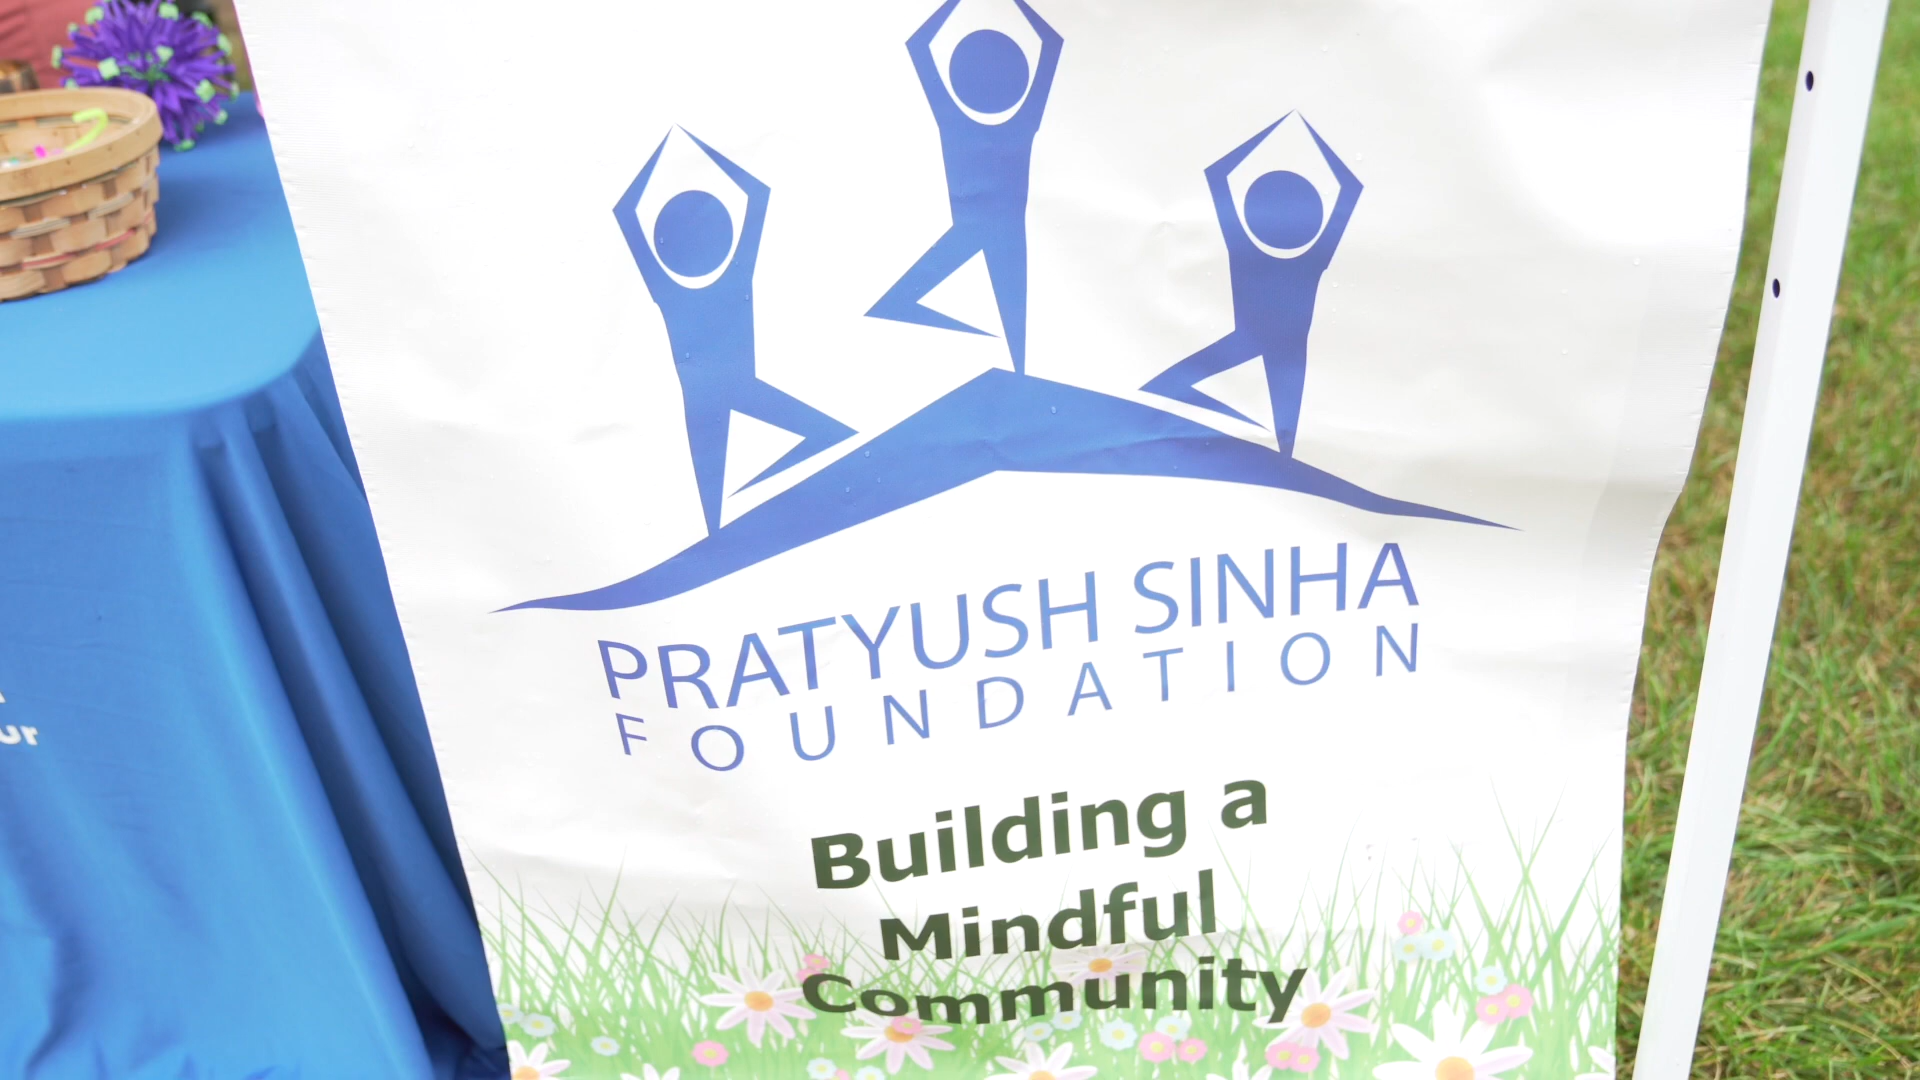 PRATYUSH SINHA
FOUNDATION
Building a
Mindful
Community